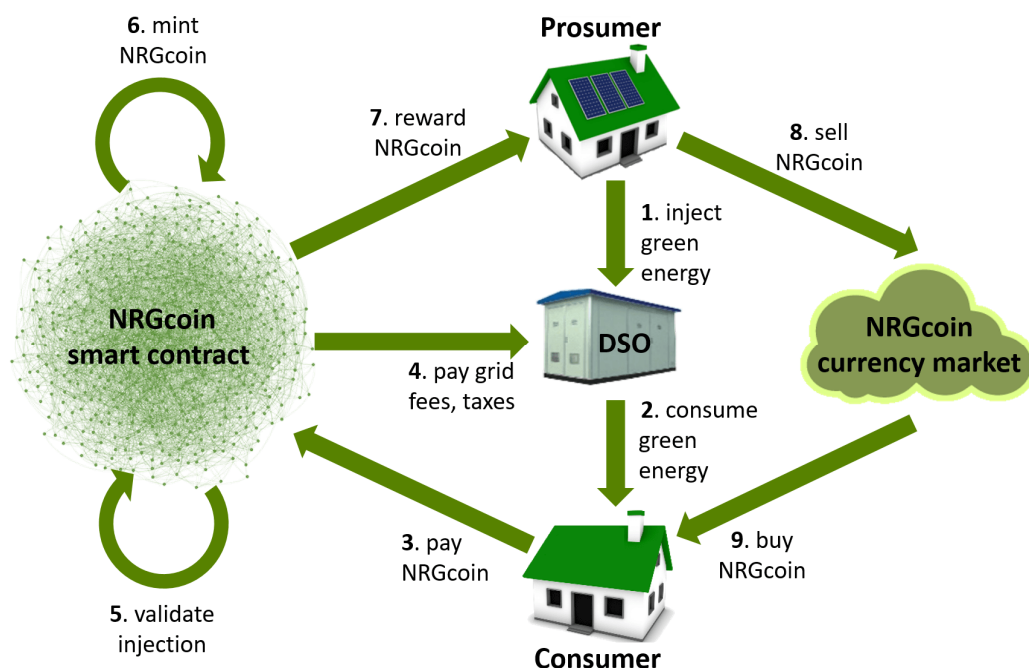 6. mint
NRGcoin
Prosumer
7. reward
NRGcoin
8. sell
NRGcoin
1. inject
green
energy
NRGcoin
smart contract
DSO
NRGcoin
currency market
4. pay grid
fees, taxes
2. consume
green
energy
3. pay
NRGcoin
9. buy
NRGcoin
5. validate
injection
Consumer